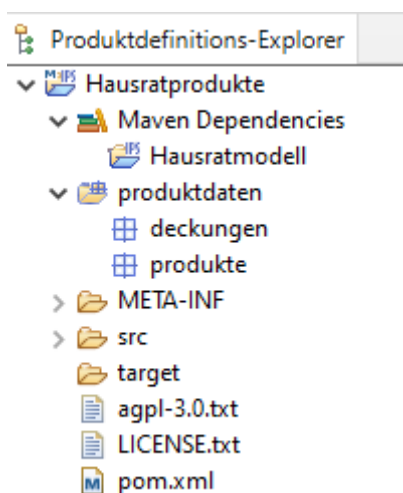 Produktdefinitions-Explorer
Hausratprodukte
Maven Dependencies
Hausratmodell
produktdaten
deckungen
produkte
META-INF
src
target
agpl-3.0.txt
LICENSE.txt
pom.xml